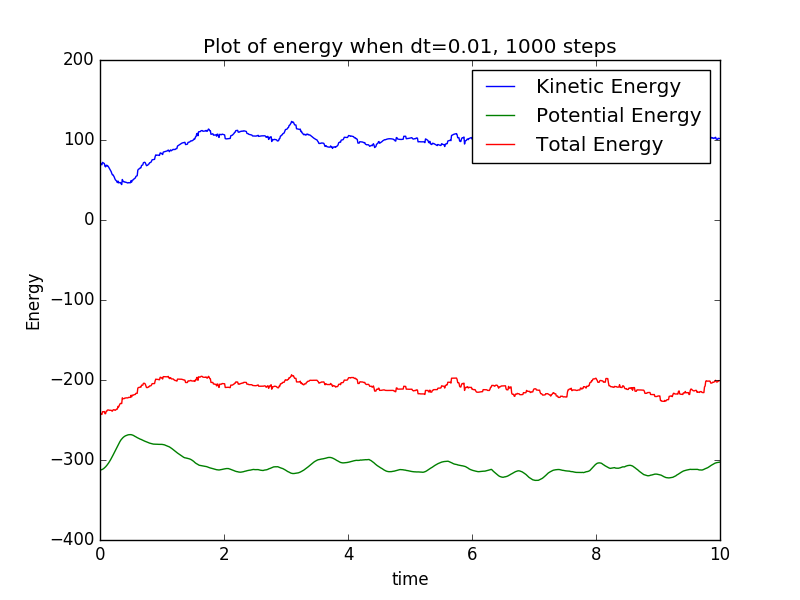 Plot of energy when dt=0.01, 1000 steps
Kinetic Energy
Potential Energy
Total Energy
200
100
0
−100
−200
−300
−400
Energy
0 2 4 6 8 10
time